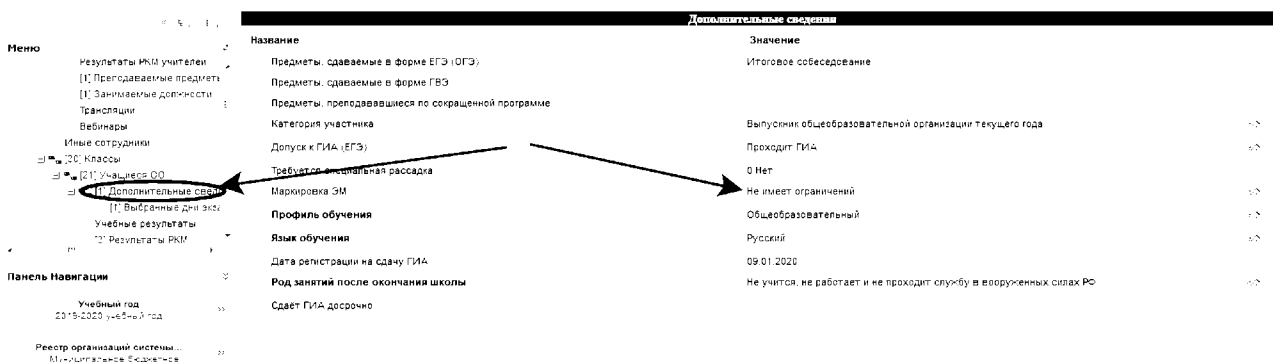 Дополнительные сведения
Меню
Результаты РКМ учителей
[1] Преподаваемые предметы
[1] Занимаемые должности
Трансляции
Вебинары
Иные сотрудники
[20] Классы
[21] Учащиеся ОО
[1] Дополнительные свед
[1] Выбранные дни экза
Учебные результаты
[3] Результаты РКМ
Панель Навигации
Учебный год
2019-2020 учебный год
Реестр организаций системы...
Муниципальное Бюджетное
Название Значение
Предметы, сдаваемые в форме ЕГЭ (ОГЭ) Итоговое собеседование
Предметы, сдаваемые в форме ГВЭ
Предметы, преподававшиеся по сокращенной программе
Категория участника Выпускник общеобразовательной организации текущего года
Допуск к ГИА (ЕГЭ) Проходит ГИА
Требуется специальная рассадка 0 Нет
Маркировка ЭМ Не имеет ограничений
Профиль обучения Общеобразовательный
Язык обучения Русский
Дата регистрации на сдачу ГИА 09.01.2020
Род занятий после окончания школы Не учится, не работает и не проходит службу в вооруженных силах РФ
Сдаёт ГИА досрочно